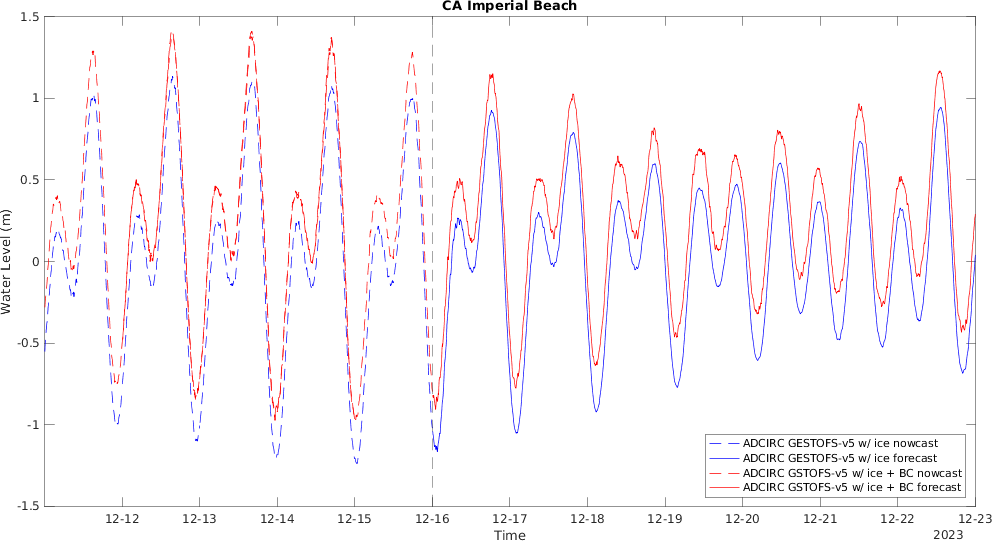 CA Imperial Beach
1.5
1
0.5
0
-0.5
-1
-1.5
Water Level (m)
12-12
12-13
12-14
12-15
12-16
12-17
12-18
12-19
12-20
12-21
12-22
12-23
Time
2023
ADCIRC GESTOFS-v5 w/ ice nowcast
ADCIRC GESTOFS-v5 w/ ice forecast
ADCIRC GSTOFS-v5 w/ ice + BC nowcast
ADCIRC GSTOFS-v5 w/ ice + BC forecast